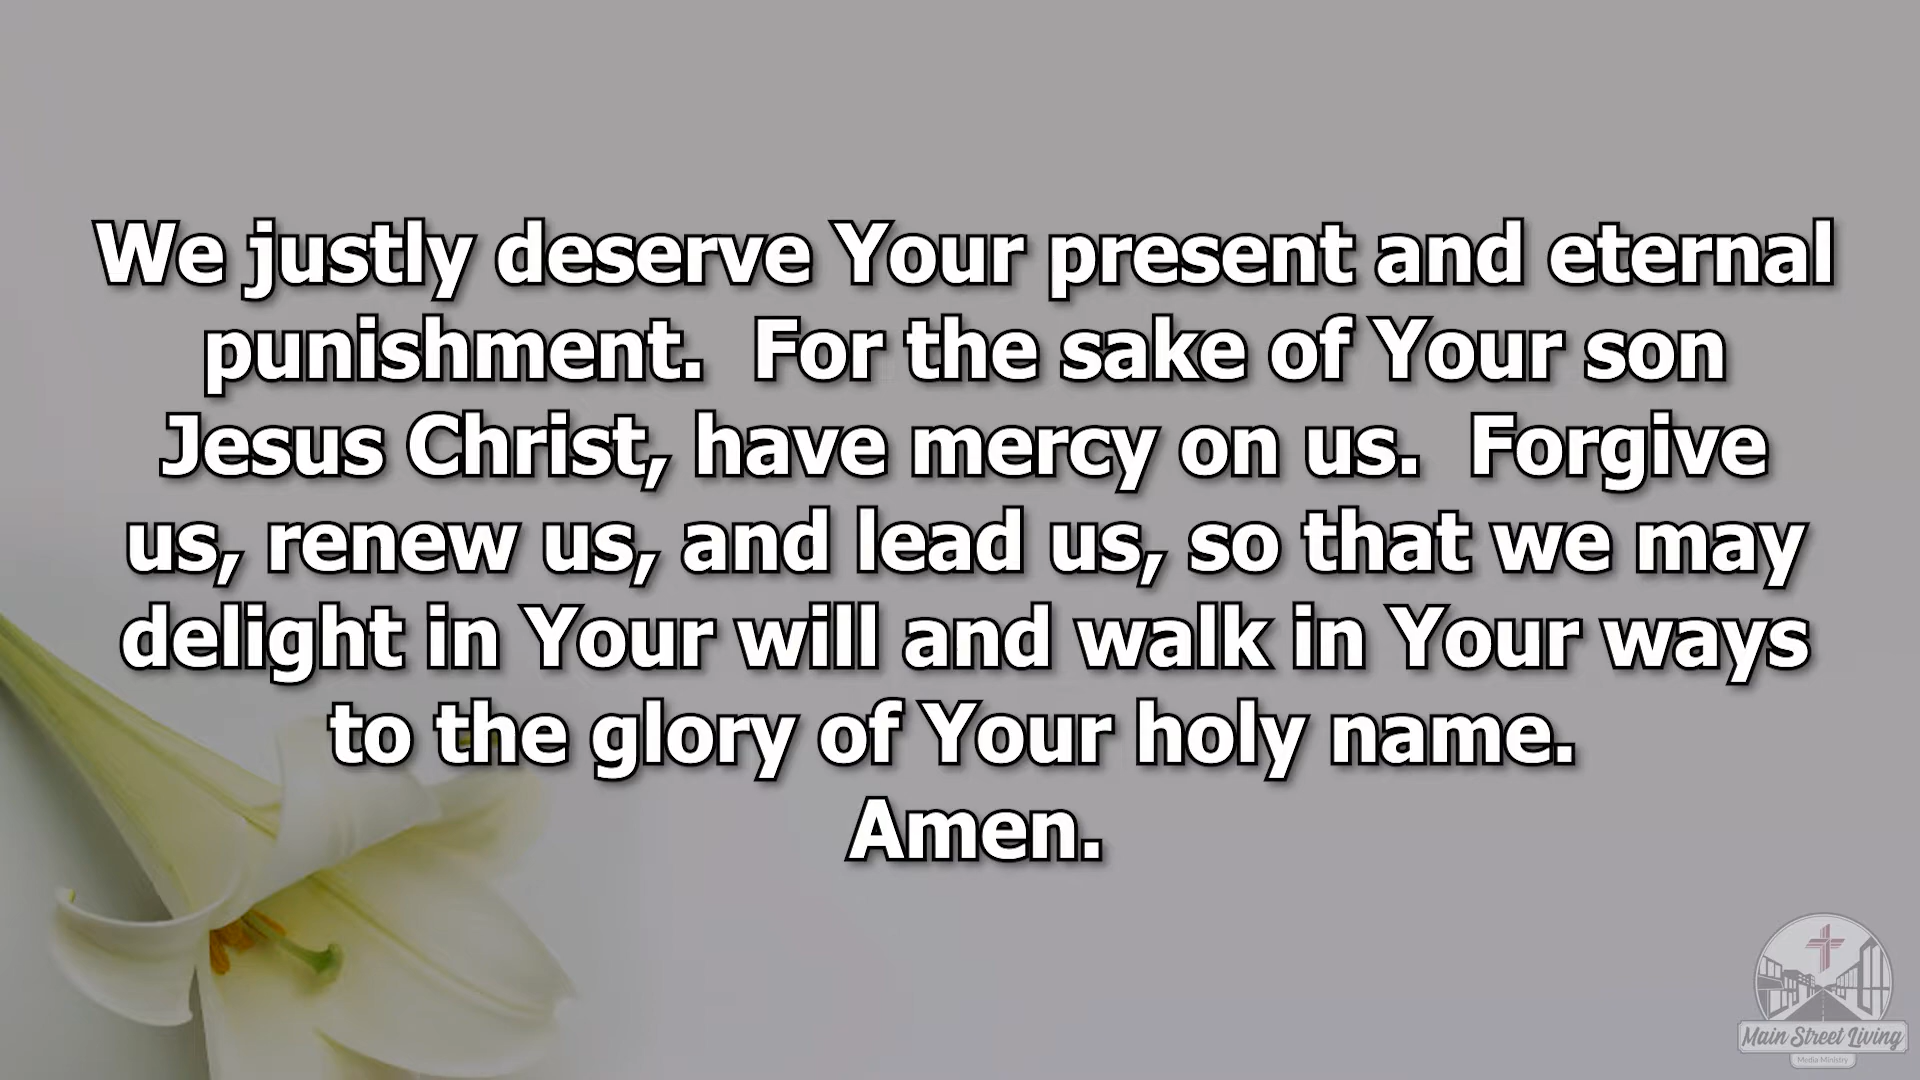 We justly deserve Your present and eternal
punishment.  For the sake of Your son
Jesus Christ, have mercy on us.  Forgive
us, renew us, and lead us, so that we may
delight in Your will and walk in Your ways
to the glory of Your holy name.
Amen.
Main Street Living
Media Ministry